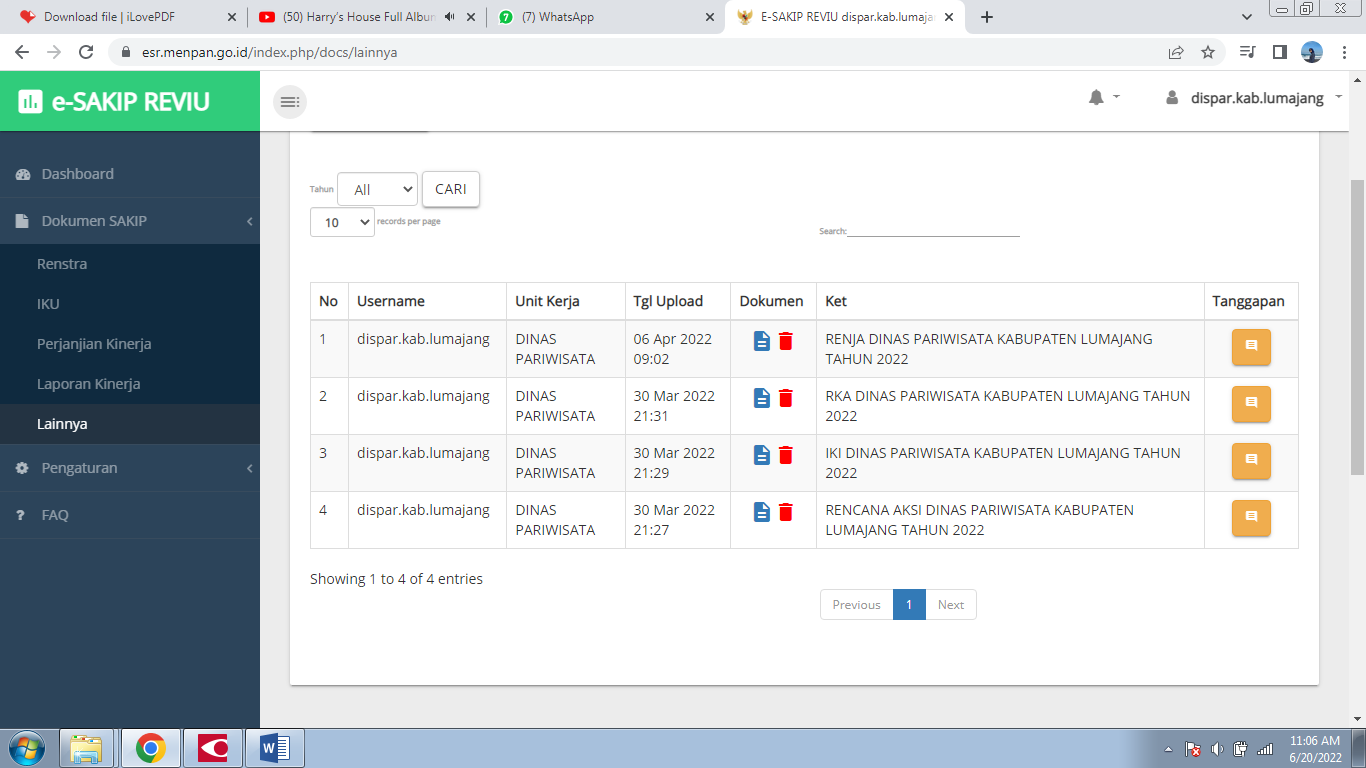 Download file | iLovePDF
(50) Harry's House Full Album
(7) WhatsApp
E-SAKIP REVIU dispar.kab.lumaja
esr.menpan.go.id/index.php/docs/lainnya
e-SAKIP REVIU
dispar.kab.lumajang
Dashboard
Dokumen SAKIP
Renstra
IKU
Perjanjian Kinerja
Laporan Kinerja
Lainnya
Pengaturan
FAQ
Tahun All CARI
10 records per page
Search:
No Username Unit Kerja Tgl Upload Dokumen Ket Tanggapan
1 dispar.kab.lumajang DINAS 06 Apr 2022 RENJA DINAS PARIWISATA KABUPATEN LUMAJANG
PARIWISATA 09:02 TAHUN 2022
2 dispar.kab.lumajang DINAS 30 Mar 2022 RKA DINAS PARIWISATA KABUPATEN LUMAJANG TAHUN
PARIWISATA 21:31 2022
3 dispar.kab.lumajang DINAS 30 Mar 2022 IKI DINAS PARIWISATA KABUPATEN LUMAJANG TAHUN
PARIWISATA 21:29 2022
4 dispar.kab.lumajang DINAS 30 Mar 2022 RENCANA AKSI DINAS PARIWISATA KABUPATEN
PARIWISATA 21:27 LUMAJANG TAHUN 2022
Showing 1 to 4 of 4 entries
Previous 1 Next
11:06 AM
6/20/2022